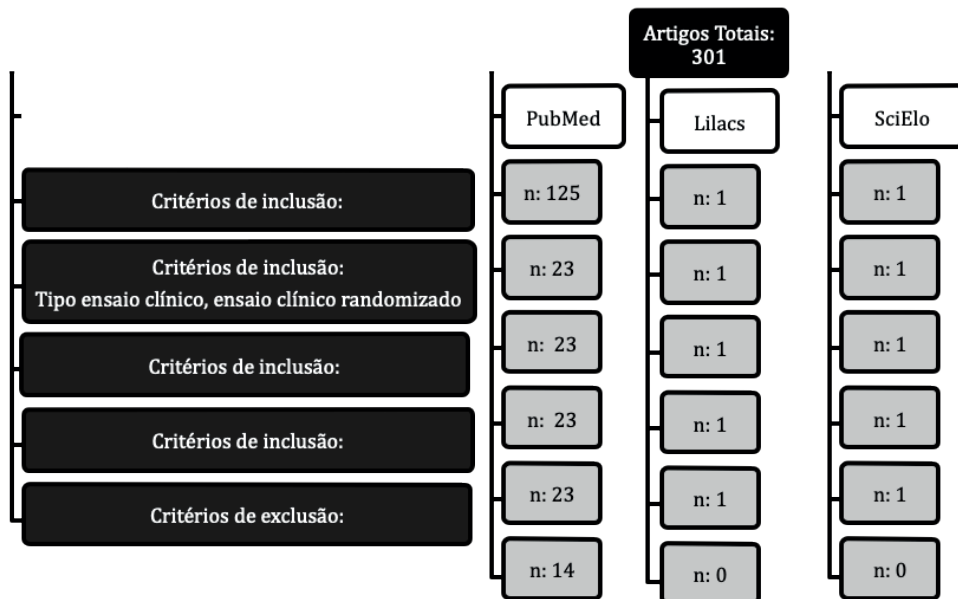 Artigos Totais:
301
PubMed
Lilacs
SciElo
Critérios de inclusão:
n: 125
n: 1
n: 1
Critérios de inclusão:
Tipo ensaio clínico, ensaio clínico randomizado
n: 23
n: 1
n: 1
Critérios de inclusão:
n: 23
n: 1
n: 1
Critérios de inclusão:
n: 23
n: 1
n: 1
Critérios de exclusão:
n: 23
n: 1
n: 1
n: 14
n: 0
n: 0